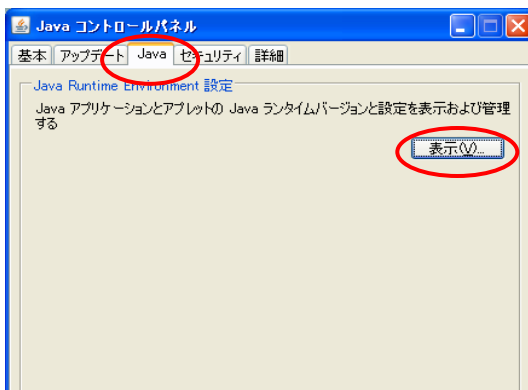 Java コントロールパネル
基本 アップデート Java セキュリティ 詳細
Java Runtime Environment 設定
Java アプリケーションとアプレットの Java ランタイムバージョンと設定を表示および管理
する
表示(V)...